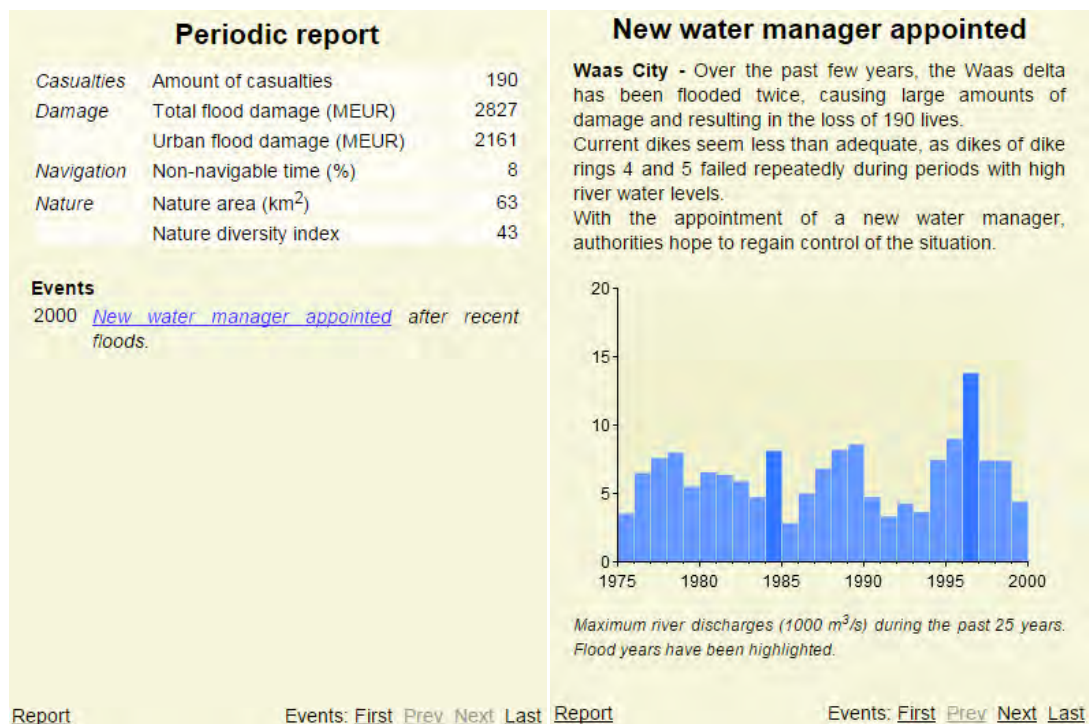 Periodic report
Casualties Amount of casualties 190
Damage Total flood damage (MEUR) 2827
Urban flood damage (MEUR) 2161
Navigation Non-navigable time (%) 8
Nature Nature area (km²) 63
Nature diversity index 43
Events
2000 New water manager appointed after recent
floods.
Report Events: First Prev Next Last
New water manager appointed
Waas City - Over the past few years, the Waas delta
has been flooded twice, causing large amounts of
damage and resulting in the loss of 190 lives.
Current dikes seem less than adequate, as dikes of dike
rings 4 and 5 failed repeatedly during periods with high
river water levels.
With the appointment of a new water manager,
authorities hope to regain control of the situation.
20
15
10
5
0
1975 1980 1985 1990 1995 2000
Maximum river discharges (1000 m³/s) during the past 25 years.
Flood years have been highlighted.
Report Events: First Prev Next Last